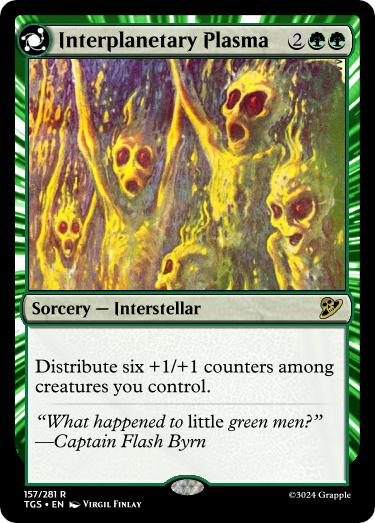 Interplanetary Plasma 2
Sorcery — Interstellar
Distribute six +1/+1 counters among
creatures you control.
“What happened to little green men?”
—Captain Flash Byrn
157/281 R
TGS • EN VIRGIL FINLAY
©3024 Grapple